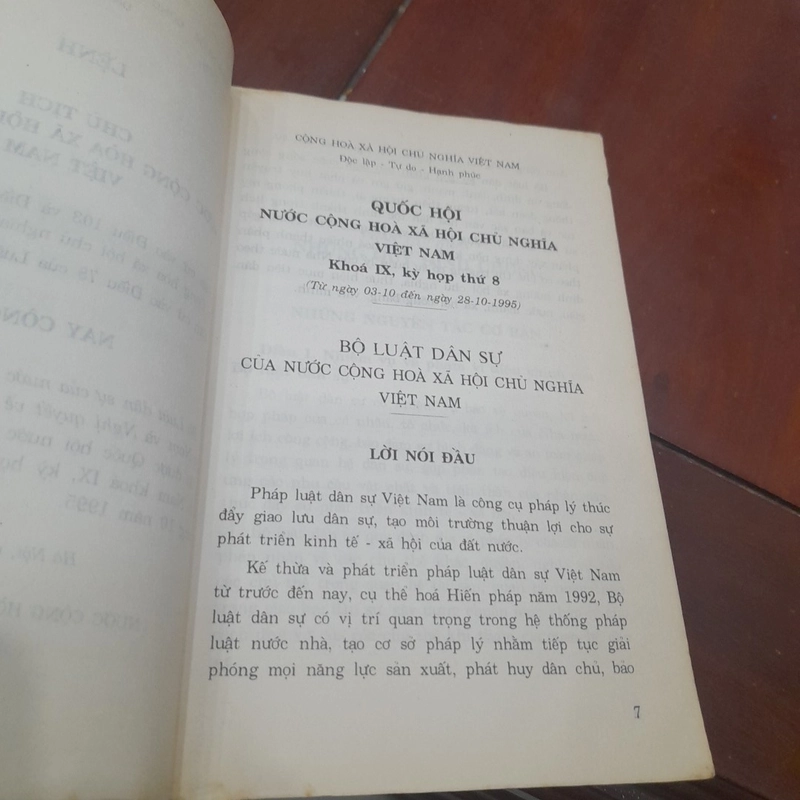 CỘNG HOÀ XÃ HỘI CHỦ NGHĨA VIỆT NAM
Độc lập - Tự do - Hạnh phúc
QUỐC HỘI
NƯỚC CỘNG HOÀ XÃ HỘI CHỦ NGHĨA
VIỆT NAM
Khoá IX, kỳ họp thứ 8
(Từ ngày 03-10 đến ngày 28-10-1995)
BỘ LUẬT DÂN SỰ
CỦA NƯỚC CỘNG HOÀ XÃ HỘI CHỦ NGHĨA
VIỆT NAM
LỜI NÓI ĐẦU
Pháp luật dân sự Việt Nam là công cụ pháp lý thúc
đẩy giao lưu dân sự, tạo môi trường thuận lợi cho sự
phát triển kinh tế - xã hội của đất nước.
Kế thừa và phát triển pháp luật dân sự Việt Nam
từ trước đến nay, cụ thể hoá Hiến pháp năm 1992, Bộ
luật dân sự có vị trí quan trọng trong hệ thống pháp
luật nước nhà, tạo cơ sở pháp lý nhằm tiếp tục giải
phóng mọi năng lực sản xuất, phát huy dân chủ, bảo
7